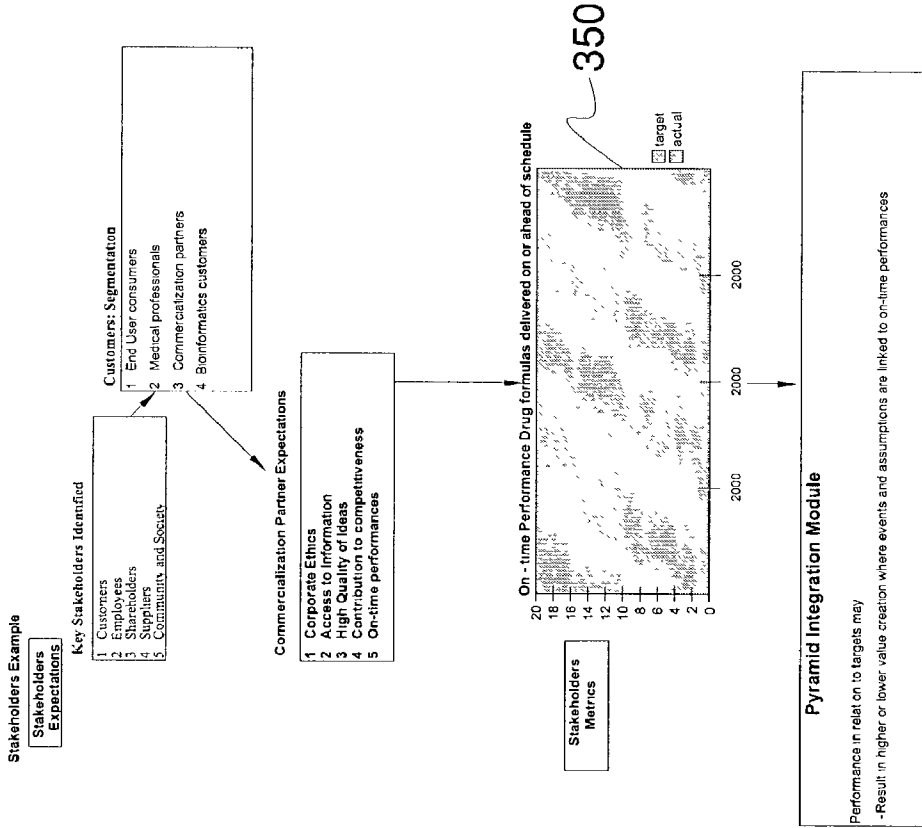 Stakeholders Example
Stakeholders
Expectations
Key Stakeholders Identified
1 Customers
2 Employees
3 Shareholders
4 Suppliers
5 Community and Society
Customers: Segmentation
1 End User consumers
2 Medical professionals
3 Commercialization partners
4 Bioinformatics customers
Commercialization Partner Expectations
1 Corporate Ethics
2 Access to Information
3 High Quality of Ideas
4 Contribution to competitiveness
5 On-time performances
Stakeholders
Metrics
On - time Performance Drug formulas delivered on or ahead of schedule
20
18
16
14
12
10
8
6
4
2
0
2000
2000
2000
target
actual
350
Pyramid Integration Module
Performance in relat on to targets may
-Result in higher or lower value creation where events and assumptions are linked to on-time performances